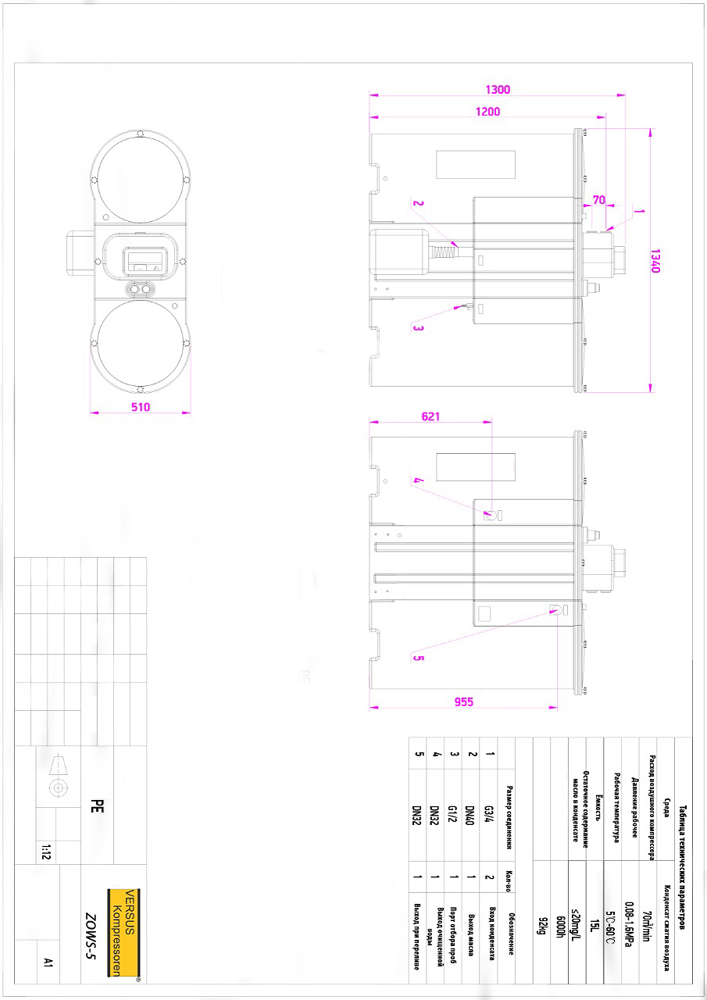 1300
1200
70
1340
1
2
3
510
621
4
5
955
Таблица технических параметров
Среда Конденсат сжатия воздуха
Расход воздушного компрессора 70m³/min
Давление рабочее 0.08-1.6MPa
Рабочая температура 5℃-60℃
Ёмкость 15L
Остаточное содержание
масло в конденсате ≤20mg/L
6000h
92kg
Размер соединения Кол-во Обозначение
1 G3/4 2 Вход конденсата
2 DN40 1 Выход масла
3 G1/2 1 Порт отбора проб
4 DN32 1 Выход очищенной
воды
5 DN32 1 Выход при переливе
PE
1:12
VERSUS
Kompressoren®
ZOWS-5
A1
PE